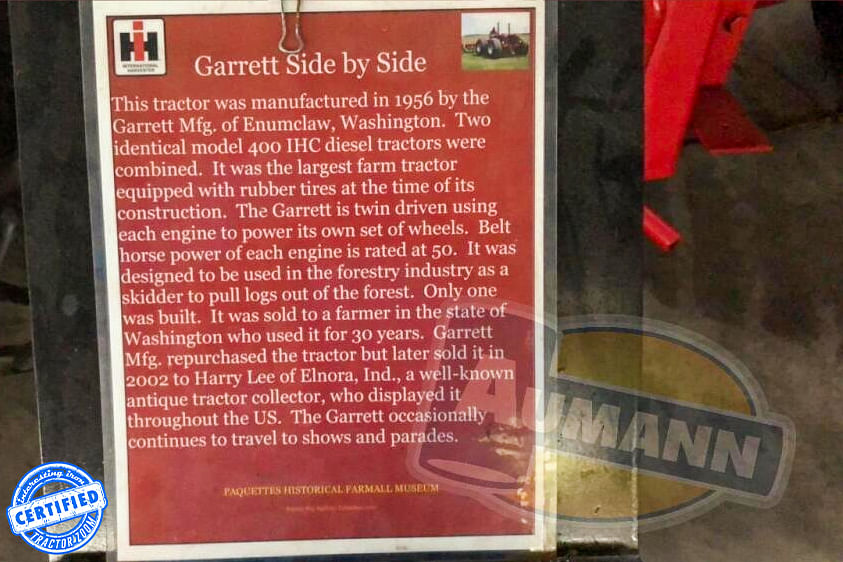 IH
INTERNATIONAL
HARVESTER
Garrett Side by Side
This tractor was manufactured in 1956 by the
Garrett Mfg. of Enumclaw, Washington. Two
identical model 400 IHC diesel tractors were
combined. It was the largest farm tractor
equipped with rubber tires at the time of its
construction. The Garrett is twin driven using
each engine to power its own set of wheels. Belt
horse power of each engine is rated at 50. It was
designed to be used in the forestry industry as a
skidder to pull logs out of the forest. Only one
was built. It was sold to a farmer in the state of
Washington who used it for 30 years. Garrett
Mfg. repurchased the tractor but later sold it in
2002 to Harry Lee of Elnora, Ind., a well-known
antique tractor collector, who displayed it
throughout the US. The Garrett occasionally
continues to travel to shows and parades.
PAQUETTES HISTORICAL FARMALL MUSEUM
AUMANN
Interesting Iron
CERTIFIED
TRACTORZOOM